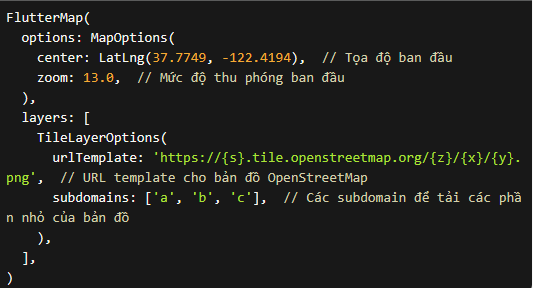 FlutterMap(
  options: MapOptions(
    center: LatLng(37.7749, -122.4194),  // Tọa độ ban đầu
    zoom: 13.0,  // Mức độ thu phóng ban đầu
  ),
  layers: [
    TileLayerOptions(
      urlTemplate: 'https://{s}.tile.openstreetmap.org/{z}/{x}/{y}.
png',  // URL template cho bản đồ OpenStreetMap
      subdomains: ['a', 'b', 'c'],  // Các subdomain để tải các phầ
n nhỏ của bản đồ
    ),
  ],
)